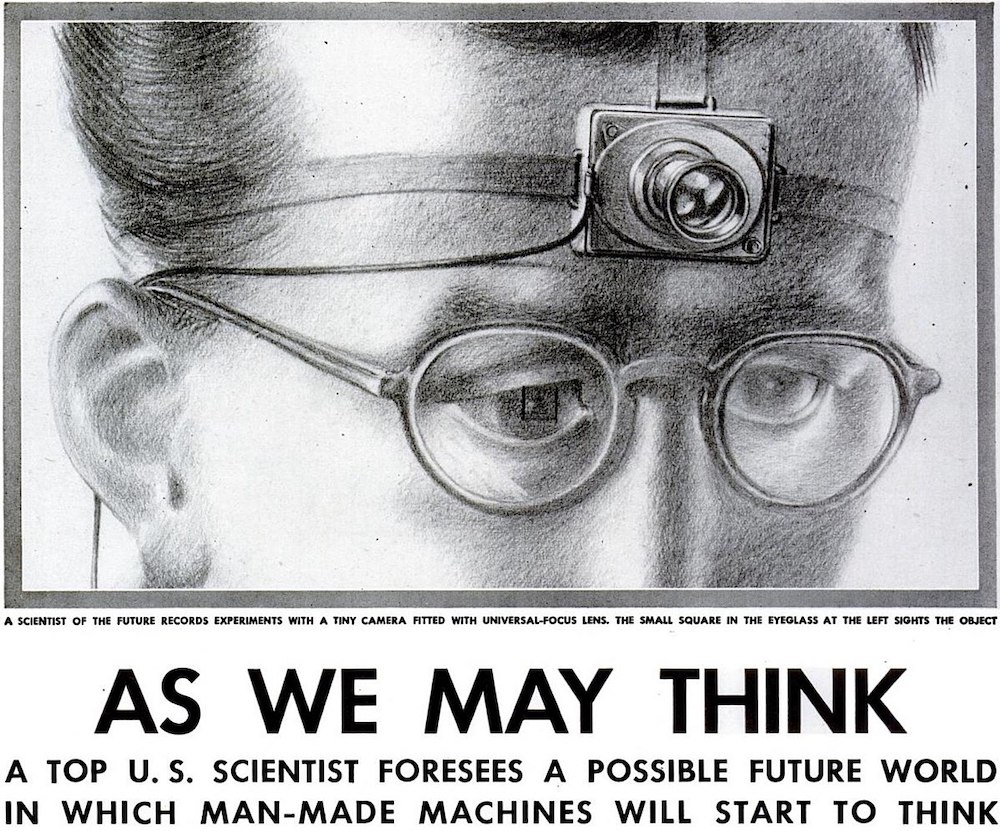 A SCIENTIST OF THE FUTURE RECORDS EXPERIMENTS WITH A TINY CAMERA FITTED WITH UNIVERSAL-FOCUS LENS. THE SMALL SQUARE IN THE EYEGLASS AT THE LEFT SIGHTS THE OBJECT
AS WE MAY THINK
A TOP U. S. SCIENTIST FORESEES A POSSIBLE FUTURE WORLD
IN WHICH MAN-MADE MACHINES WILL START TO THINK